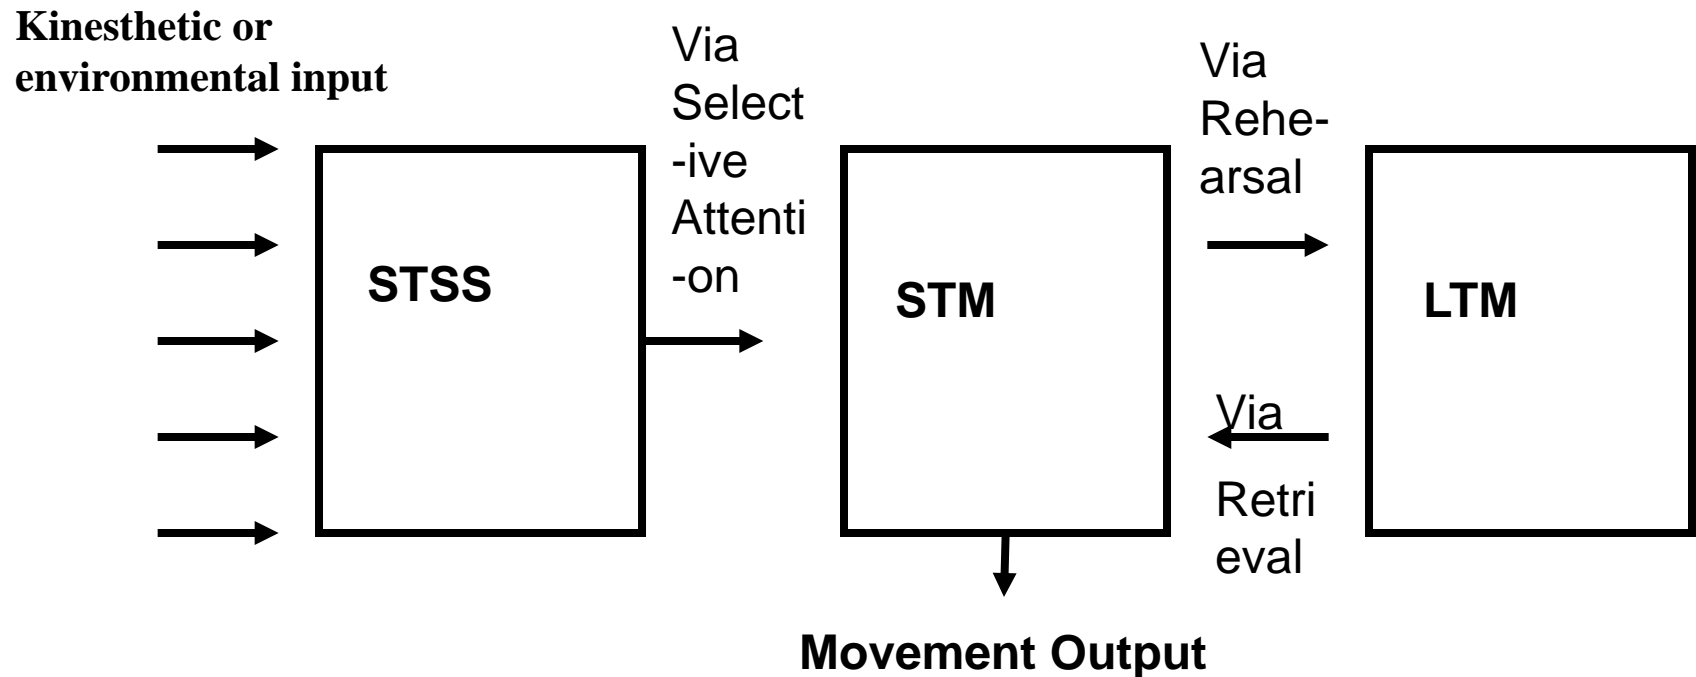 Kinesthetic or
environmental input
Via
Select
-ive
Attenti
-on
Via
Rehe-
arsal
STSS
STM
LTM
Via
Retri
eval
Movement Output